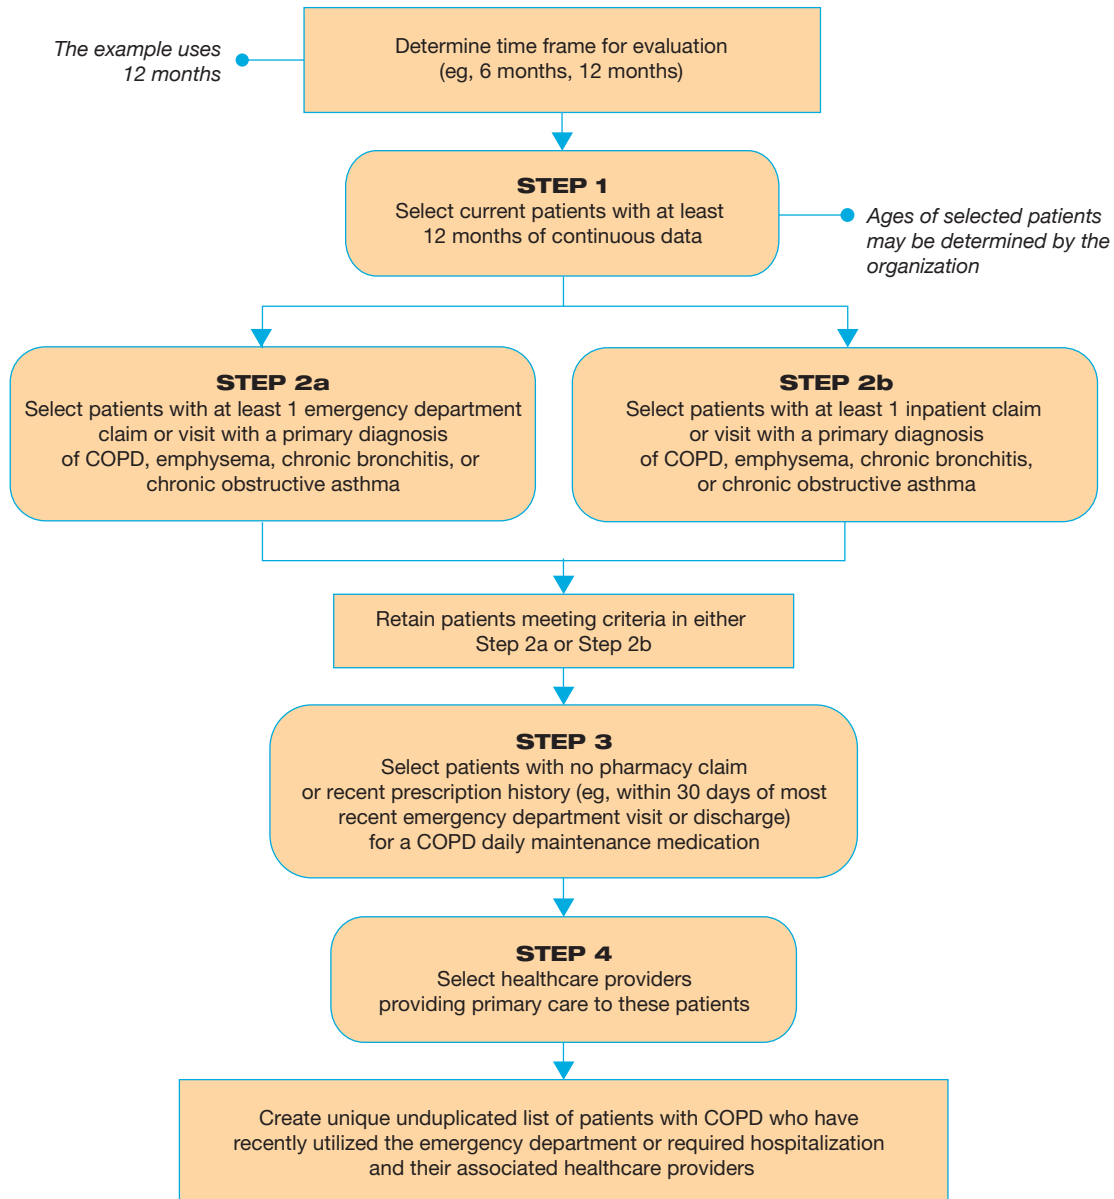 The example uses
12 months
Determine time frame for evaluation
(eg, 6 months, 12 months)
STEP 1
Select current patients with at least
12 months of continuous data
Ages of selected patients
may be determined by the
organization
STEP 2a
Select patients with at least 1 emergency department
claim or visit with a primary diagnosis
of COPD, emphysema, chronic bronchitis, or
chronic obstructive asthma
STEP 2b
Select patients with at least 1 inpatient claim
or visit with a primary diagnosis
of COPD, emphysema, chronic bronchitis,
or chronic obstructive asthma
Retain patients meeting criteria in either
Step 2a or Step 2b
STEP 3
Select patients with no pharmacy claim
or recent prescription history (eg, within 30 days of most
recent emergency department visit or discharge)
for a COPD daily maintenance medication
STEP 4
Select healthcare providers
providing primary care to these patients
Create unique unduplicated list of patients with COPD who have
recently utilized the emergency department or required hospitalization
and their associated healthcare providers